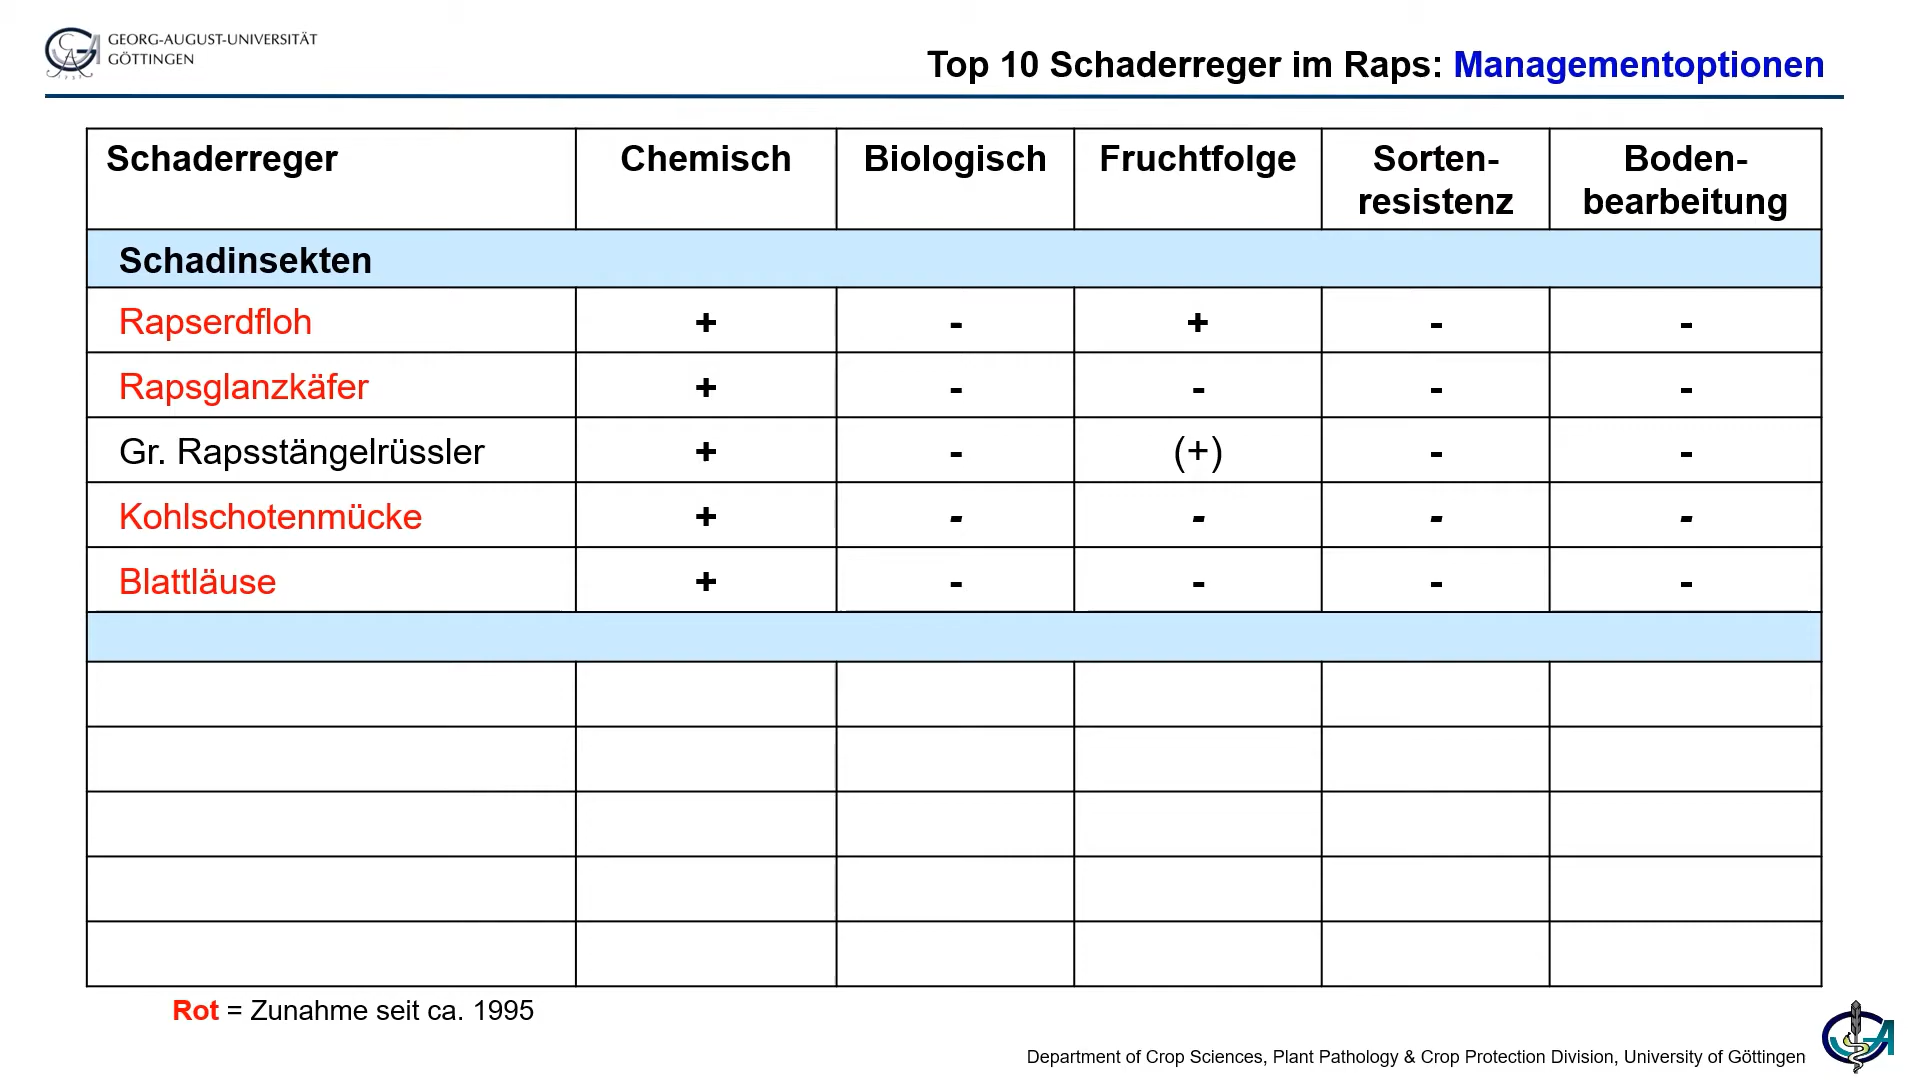 GEORG-AUGUST-UNIVERSITÄT
GÖTTINGEN
Top 10 Schaderreger im Raps: Managementoptionen
Schaderreger Chemisch Biologisch Fruchtfolge Sorten-resistenz Boden-bearbeitung
Schadinsekten
Rapserdfloh + - + - -
Rapsglanzkäfer + - - - -
Gr. Rapsstängelrüssler + - (+) - -
Kohlschotenmücke + - - - -
Blattläuse + - - - -
Rot = Zunahme seit ca. 1995
Department of Crop Sciences, Plant Pathology & Crop Protection Division, University of Göttingen